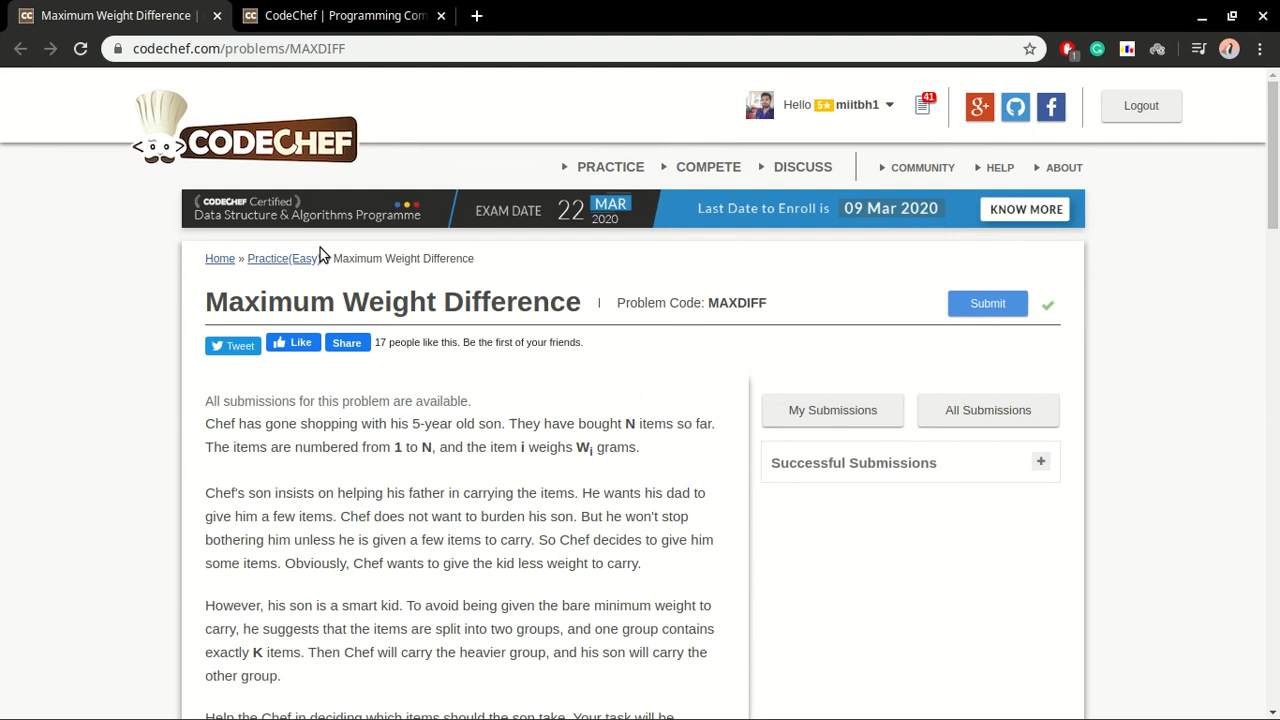 Maximum Weight Difference |
CodeChef | Programming Com
codechef.com/problems/MAXDIFF
1
CODECHEF
Hello 5★ miitbh1
41
g+
Logout
PRACTICE COMPETE DISCUSS COMMUNITY HELP ABOUT
(CODECHEF Certified)
Data Structure & Algorithms Programme
EXAM DATE 22 MAR 2020
Last Date to Enroll is 09 Mar 2020
KNOW MORE
Home » Practice(Easy) » Maximum Weight Difference
Maximum Weight Difference | Problem Code: MAXDIFF
Submit
Tweet Like Share 17 people like this. Be the first of your friends.
All submissions for this problem are available.
Chef has gone shopping with his 5-year old son. They have bought N items so far.
The items are numbered from 1 to N, and the item i weighs Wi grams.
Chef's son insists on helping his father in carrying the items. He wants his dad to
give him a few items. Chef does not want to burden his son. But he won't stop
bothering him unless he is given a few items to carry. So Chef decides to give him
some items. Obviously, Chef wants to give the kid less weight to carry.
However, his son is a smart kid. To avoid being given the bare minimum weight to
carry, he suggests that the items are split into two groups, and one group contains
exactly K items. Then Chef will carry the heavier group, and his son will carry the
other group.
Help the Chef in deciding which items should the son take. Your task will be
My Submissions
All Submissions
Successful Submissions +